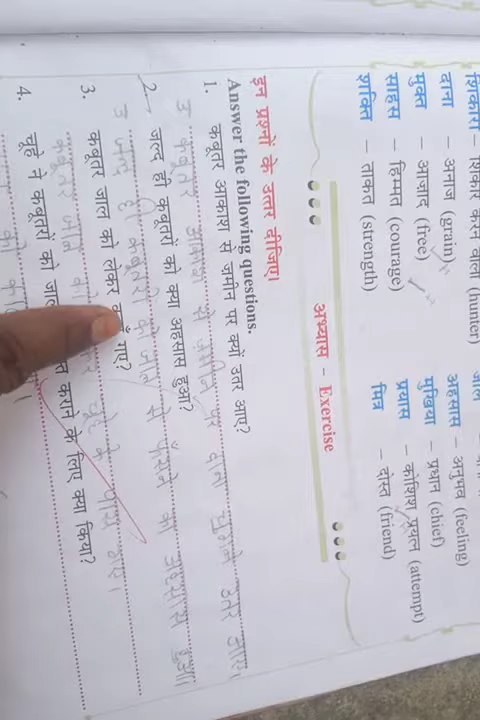 शिकारी – शिकार करने वाला (hunter)
दाना – अनाज (grain)
मुक्त – आजाद (free)
साहस – हिम्मत (courage)
शक्ति – ताकत (strength)
जाल
अहसास – अनुभव (feeling)
मुखिया – प्रधान (chief)
प्रयास – कोशिश, प्रयत्न (attempt)
मित्र – दोस्त (friend)
अभ्यास – Exercise
इन प्रश्नों के उत्तर दीजिए।
Answer the following questions.
1. कबूतर आकाश से जमीन पर क्यों उतर आए?
उ कबूतर आकाश से जमीन पर दाना चुगने उतर आए।
2. जल्द ही कबूतरों को क्या अहसास हुआ?
उ जल्द ही कबूतरों को जाल में फँसने का अहसास हुआ।
3. कबूतर जाल को लेकर गए?
कबूतर जाल को चूहे के पास गए।
4. चूहे ने कबूतरों को कराने के लिए क्या किया?